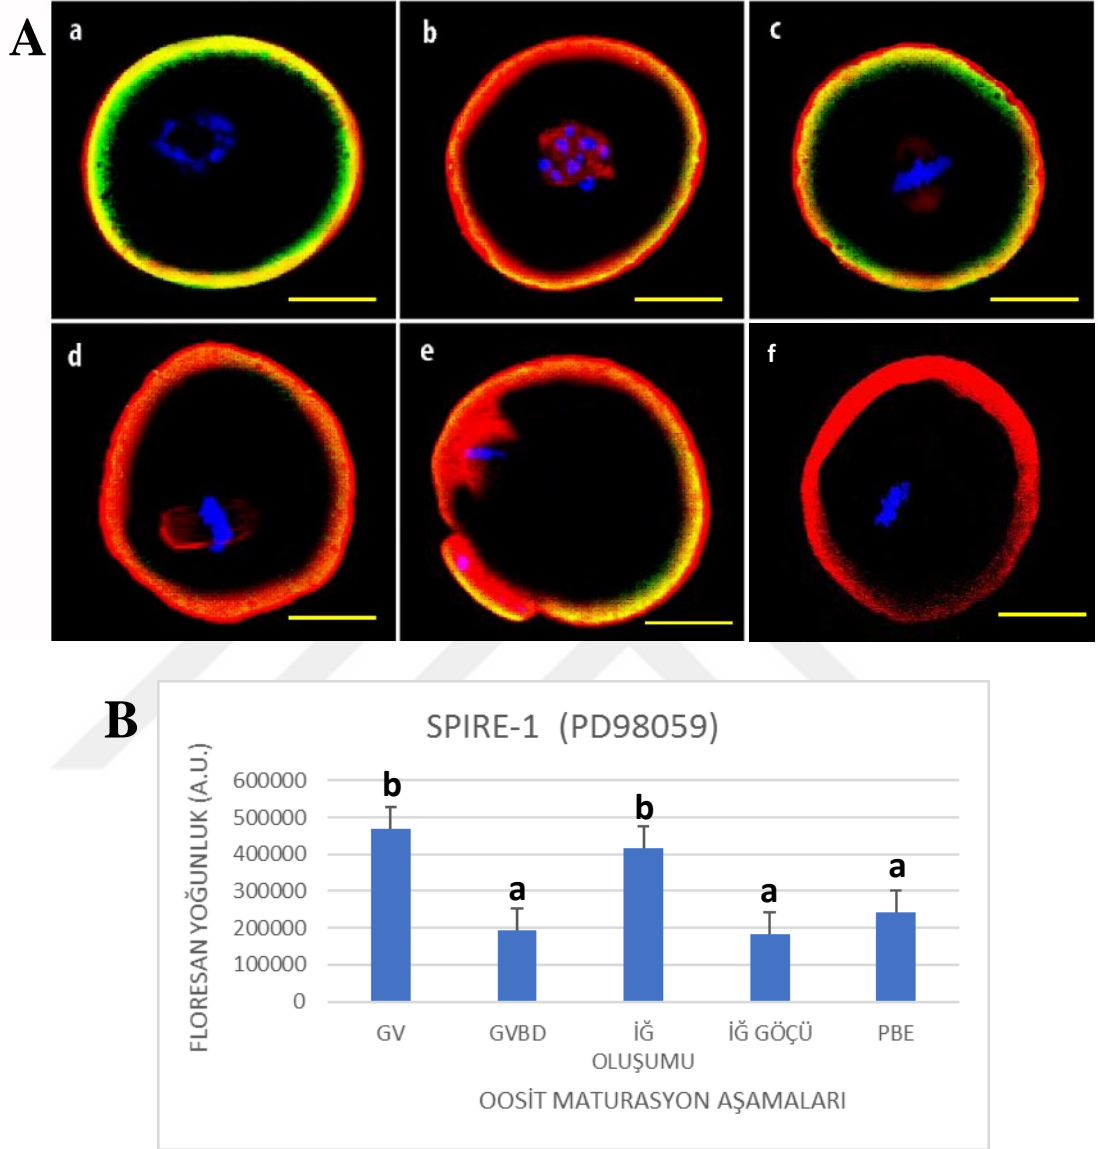 A
a
b
c
d
e
f
B
SPIRE-1 (PD98059)
FLORESAN YOĞUNLUK (A.U.)
600000
500000
400000
300000
200000
100000
0
b
a
b
a
a
GV
GVBD
İĞ
OLUŞUMU
İĞ GÖÇÜ
PBE
OOSİT MATURASYON AŞAMALARI